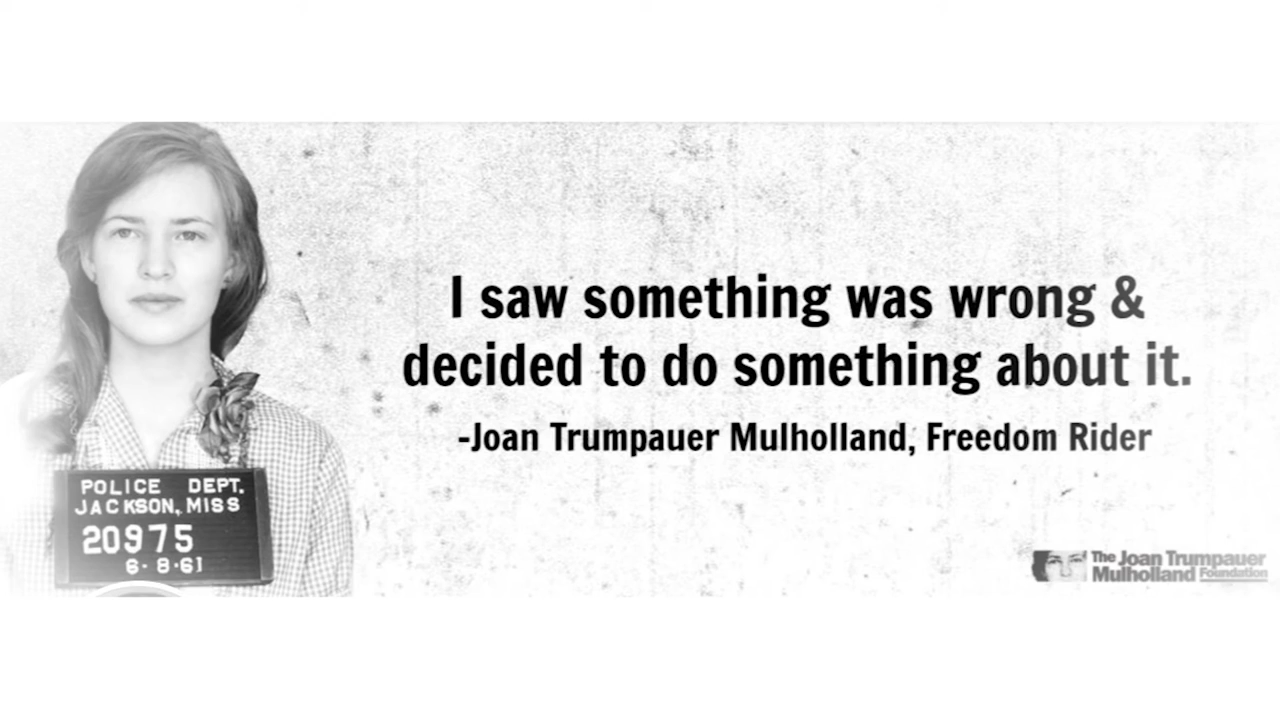 I saw something was wrong &
decided to do something about it.
-Joan Trumpauer Mulholland, Freedom Rider
POLICE DEPT.
JACKSON, MISS
20975
6-8-61
The Joan Trumpauer
Mulholland Foundation